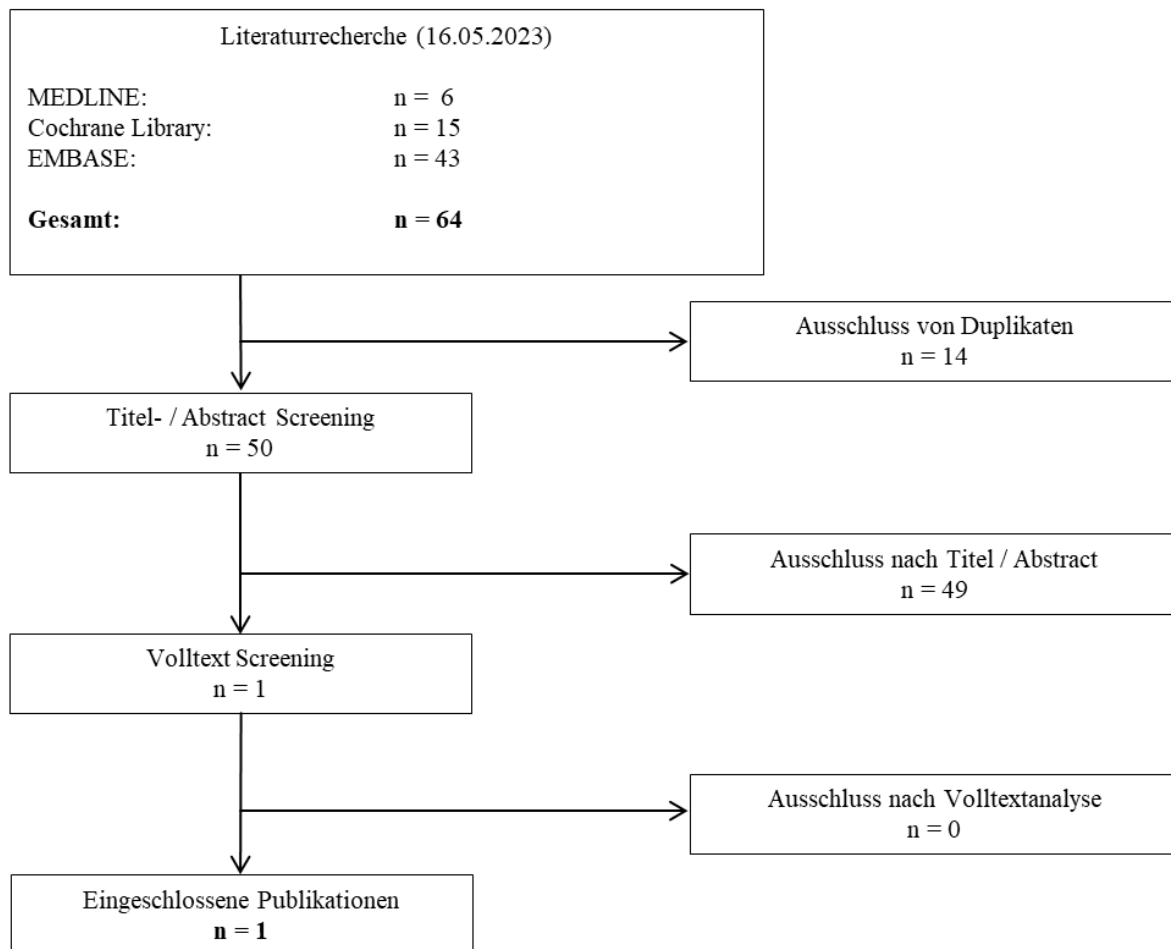 Literaturrecherche (16.05.2023)
MEDLINE: n = 6
Cochrane Library: n = 15
EMBASE: n = 43
Gesamt: n = 64
Ausschluss von Duplikaten
n = 14
Titel- / Abstract Screening
n = 50
Ausschluss nach Titel / Abstract
n = 49
Volltext Screening
n = 1
Ausschluss nach Volltextanalyse
n = 0
Eingeschlossene Publikationen
n = 1